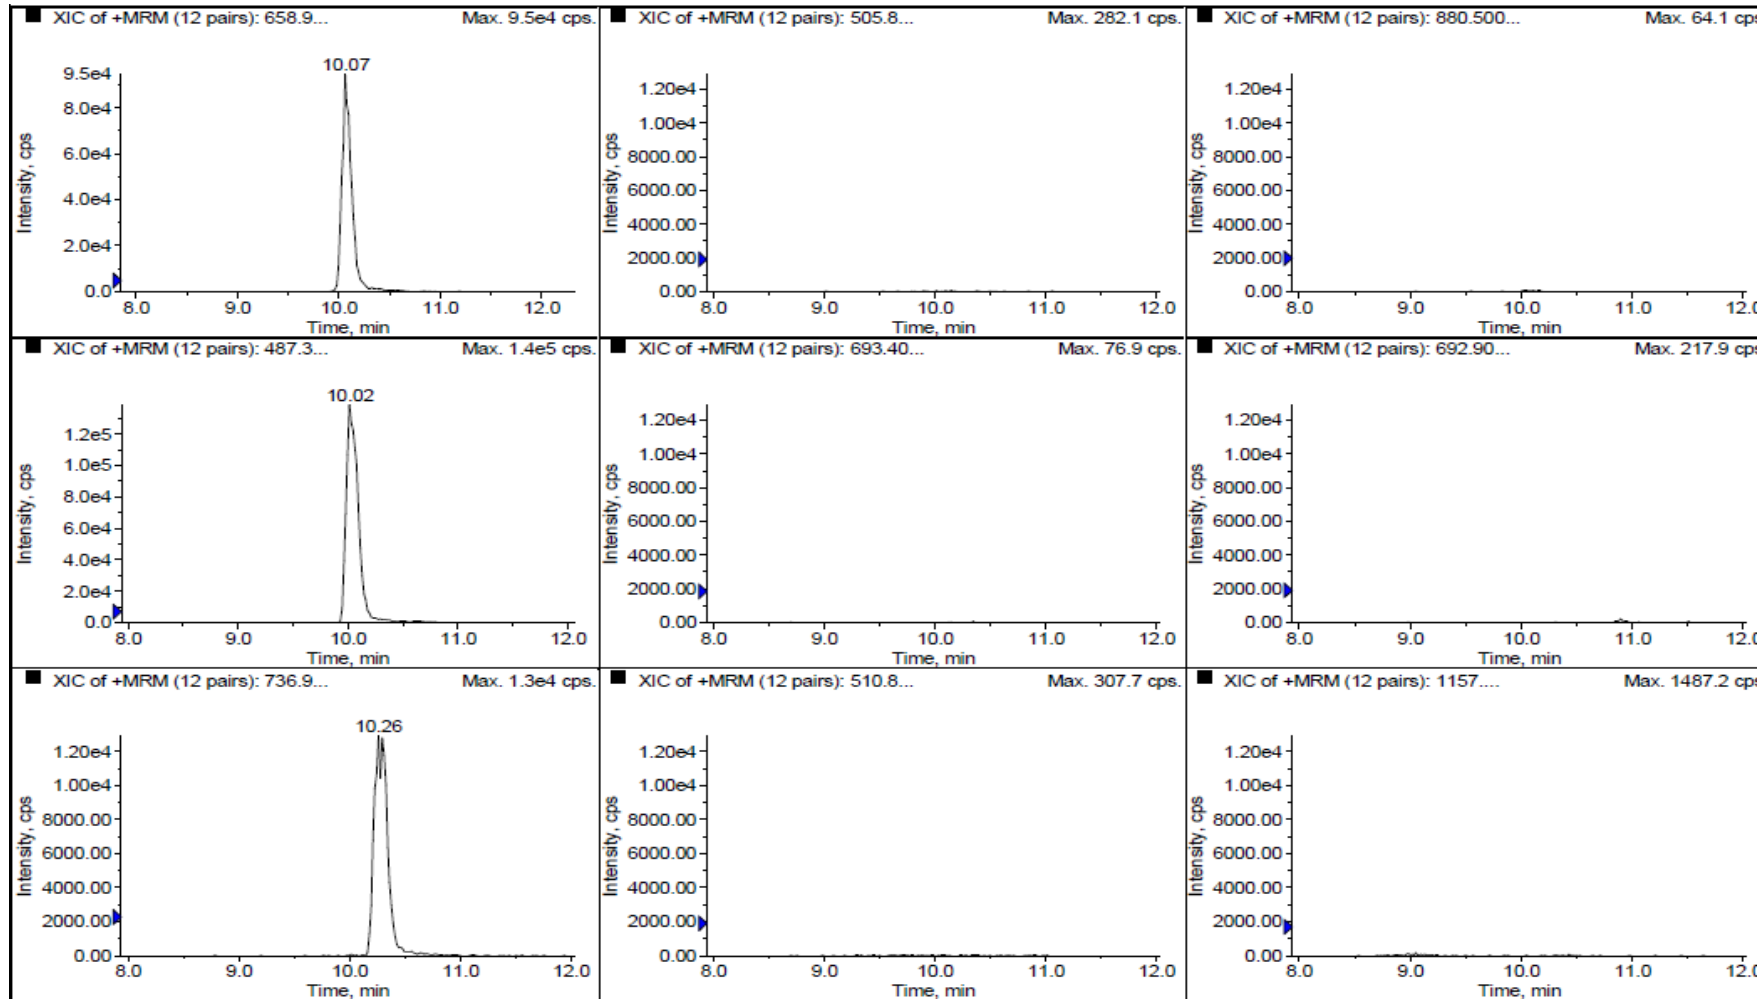 XIC of +MRM (12 pairs): 658.9... Max. 9.5e4 cps.
10.07
9.5e4
8.0e4
6.0e4
4.0e4
2.0e4
0.0
Intensity, cps
8.0 9.0 10.0 11.0 12.0
Time, min
XIC of +MRM (12 pairs): 505.8... Max. 282.1 cps.
1.20e4
1.00e4
8000.00
6000.00
4000.00
2000.00
0.00
Intensity, cps
8.0 9.0 10.0 11.0 12.0
Time, min
XIC of +MRM (12 pairs): 880.500... Max. 64.1 cps
1.20e4
1.00e4
8000.00
6000.00
4000.00
2000.00
0.00
Intensity, cps
8.0 9.0 10.0 11.0 12.0
Time, min
XIC of +MRM (12 pairs): 487.3... Max. 1.4e5 cps.
10.02
1.2e5
1.0e5
8.0e4
6.0e4
4.0e4
2.0e4
0.0
Intensity, cps
8.0 9.0 10.0 11.0 12.0
Time, min
XIC of +MRM (12 pairs): 693.40... Max. 76.9 cps.
1.20e4
1.00e4
8000.00
6000.00
4000.00
2000.00
0.00
Intensity, cps
8.0 9.0 10.0 11.0 12.0
Time, min
XIC of +MRM (12 pairs): 692.90... Max. 217.9 cps
1.20e4
1.00e4
8000.00
6000.00
4000.00
2000.00
0.00
Intensity, cps
8.0 9.0 10.0 11.0 12.0
Time, min
XIC of +MRM (12 pairs): 736.9... Max. 1.3e4 cps.
10.26
1.20e4
1.00e4
8000.00
6000.00
4000.00
2000.00
0.00
Intensity, cps
8.0 9.0 10.0 11.0 12.0
Time, min
XIC of +MRM (12 pairs): 510.8... Max. 307.7 cps.
1.20e4
1.00e4
8000.00
6000.00
4000.00
2000.00
0.00
Intensity, cps
8.0 9.0 10.0 11.0 12.0
Time, min
XIC of +MRM (12 pairs): 1157.... Max. 1487.2 cps
1.20e4
1.00e4
8000.00
6000.00
4000.00
2000.00
0.00
Intensity, cps
8.0 9.0 10.0 11.0 12.0
Time, min